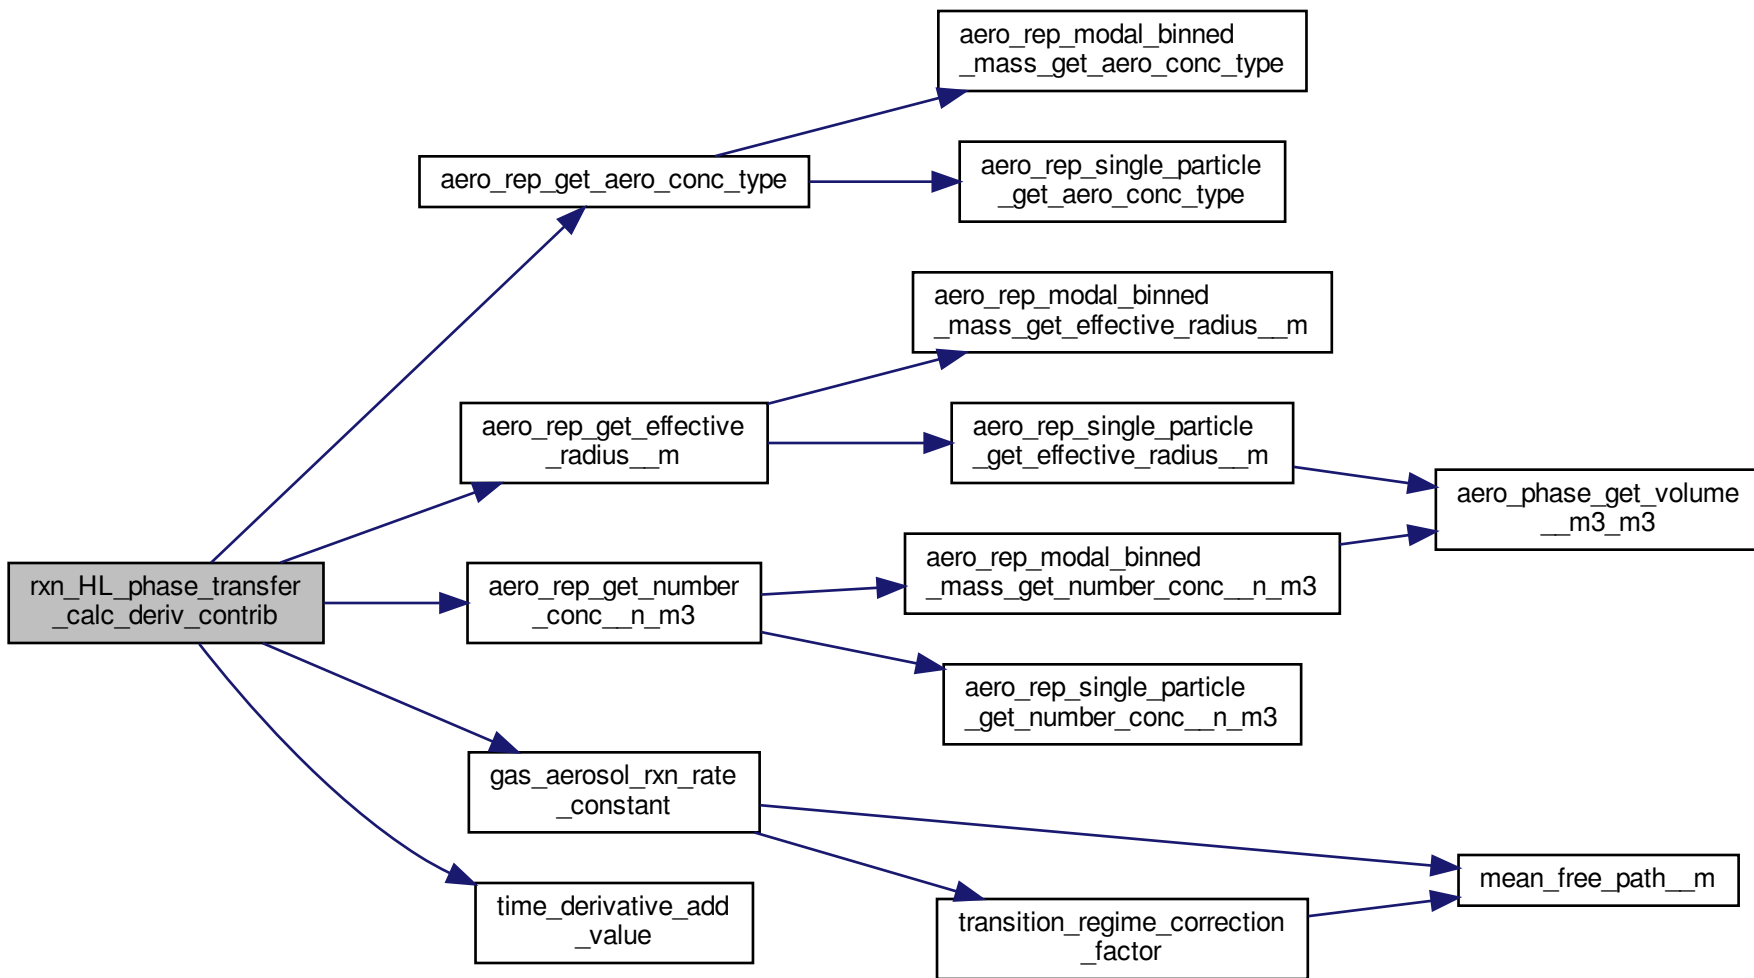 aero_rep_modal_binned
_mass_get_aero_conc_type
aero_rep_get_aero_conc_type
aero_rep_single_particle
_get_aero_conc_type
aero_rep_modal_binned
_mass_get_effective_radius__m
aero_rep_get_effective
_radius__m
aero_rep_single_particle
_get_effective_radius__m
aero_phase_get_volume
__m3_m3
rxn_HL_phase_transfer
_calc_deriv_contrib
aero_rep_get_number
_conc__n_m3
aero_rep_modal_binned
_mass_get_number_conc__n_m3
aero_rep_single_particle
_get_number_conc__n_m3
gas_aerosol_rxn_rate
_constant
mean_free_path__m
time_derivative_add
_value
transition_regime_correction
_factor